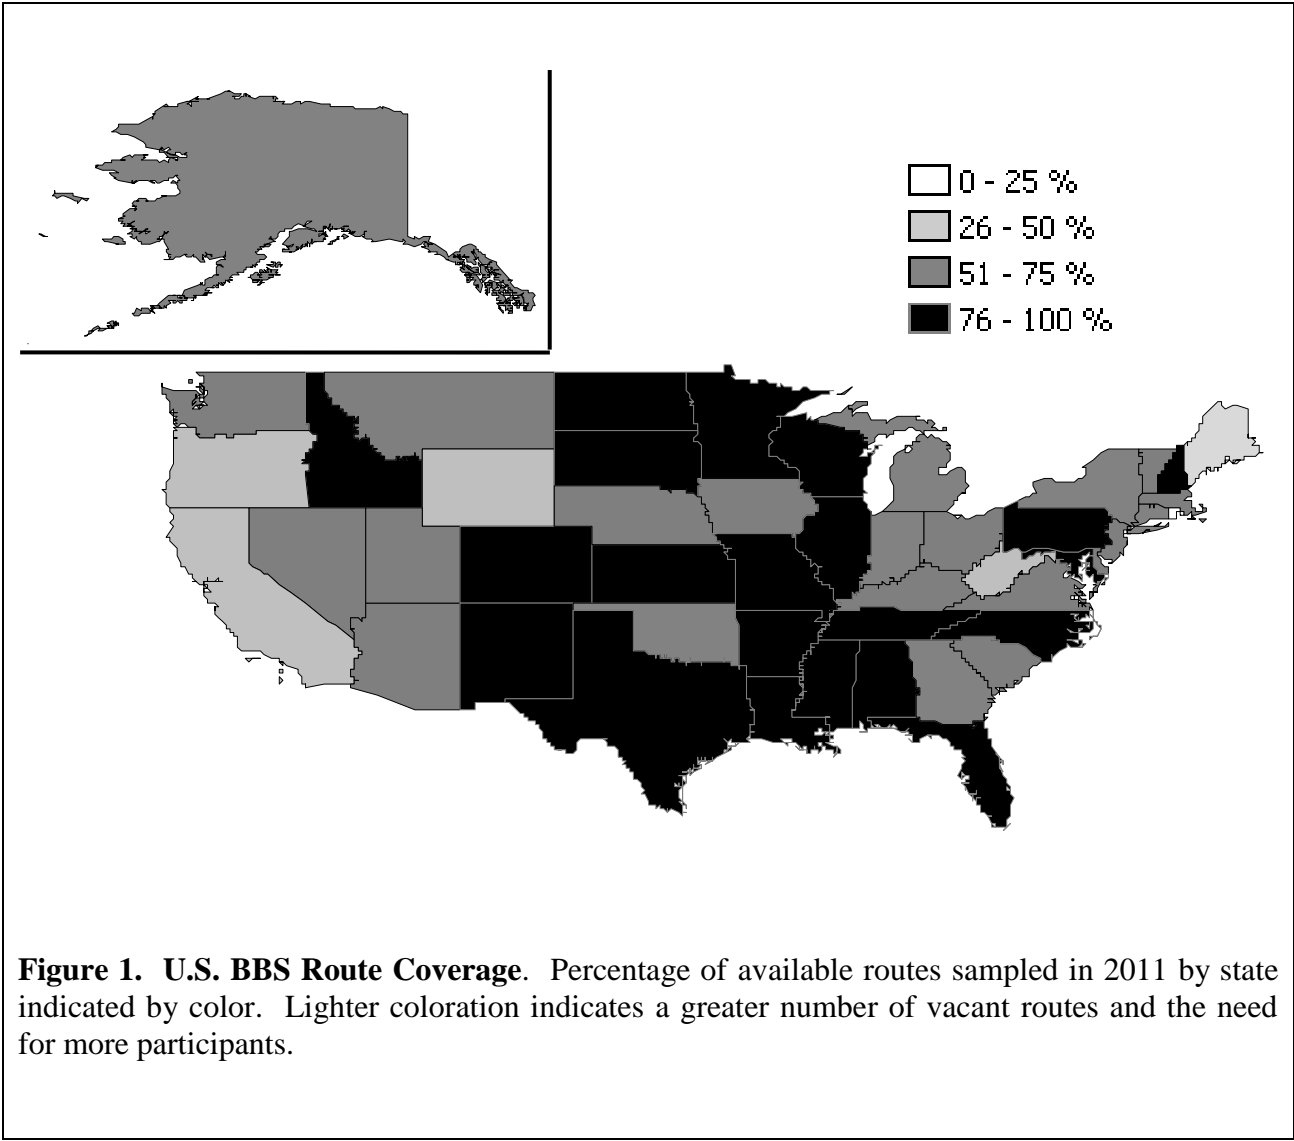 0 - 25 %
26 - 50 %
51 - 75 %
76 - 100 %
Figure 1. U.S. BBS Route Coverage. Percentage of available routes sampled in 2011 by state
indicated by color. Lighter coloration indicates a greater number of vacant routes and the need
for more participants.